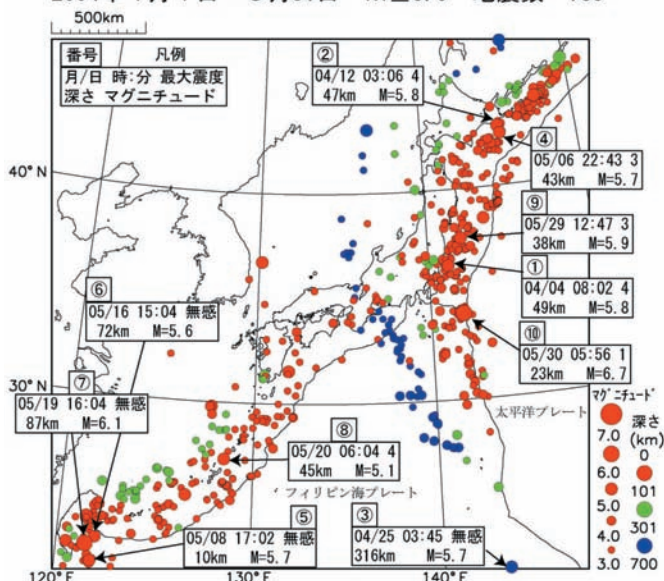 500km
番号 凡例
月/日 時:分 最大震度
深さ マグニチュード
②
04/12 03:06 4
47km M=5.8
④
05/06 22:43 3
43km M=5.7
⑨
05/29 12:47 3
38km M=5.9
①
04/04 08:02 4
49km M=5.8
⑩
05/30 05:56 1
23km M=6.7
⑥
05/16 15:04 無感
72km M=5.6
⑦
05/19 16:04 無感
87km M=6.1
⑧
05/20 06:04 4
45km M=5.1
⑤
05/08 17:02 無感
10km M=5.7
③
04/25 03:45 無感
316km M=5.7
40°N
30°N
120°E
130°E
140°E
太平洋プレート
フィリピン海プレート
マグニチュード
深さ
(km)
7.0
6.0
5.0
4.0
3.0
0
101
301
700